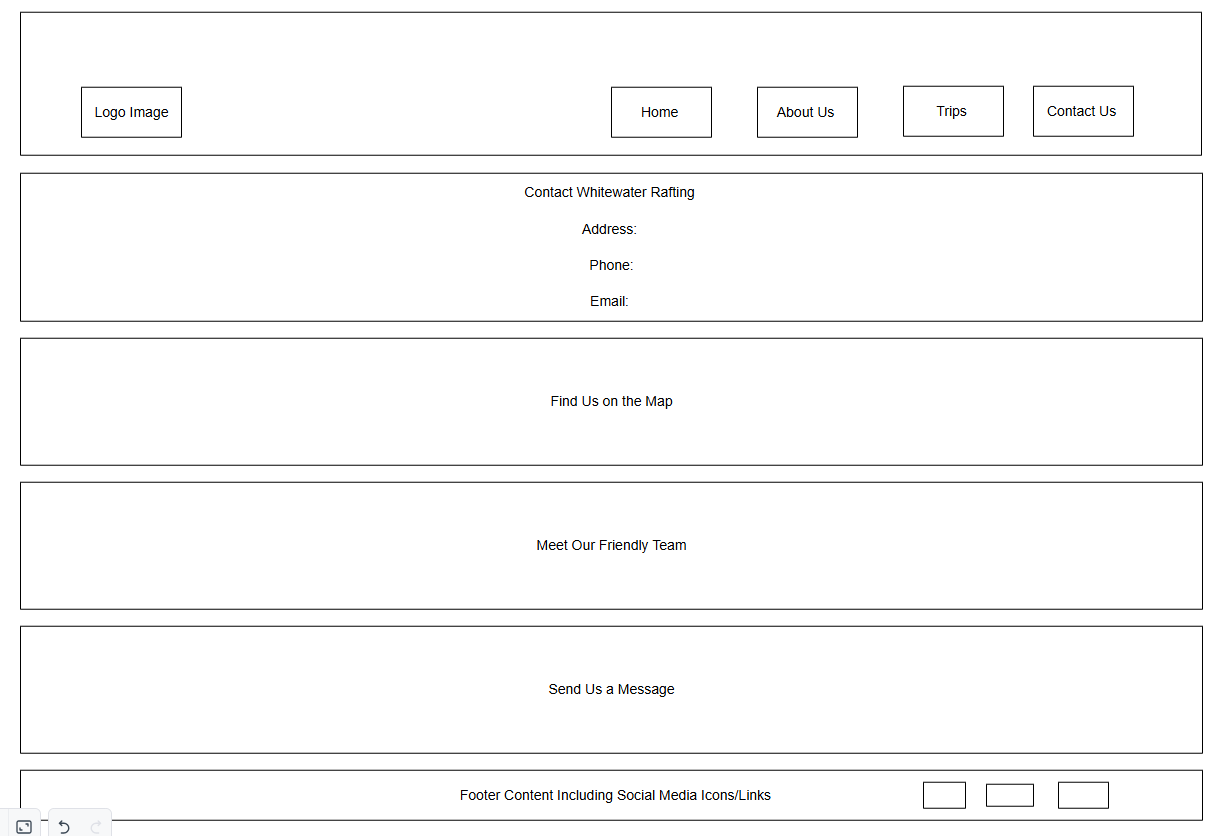 Logo Image
Home
About Us
Trips
Contact Us
Contact Whitewater Rafting
Address:
Phone:
Email:
Find Us on the Map
Meet Our Friendly Team
Send Us a Message
Footer Content Including Social Media Icons/Links